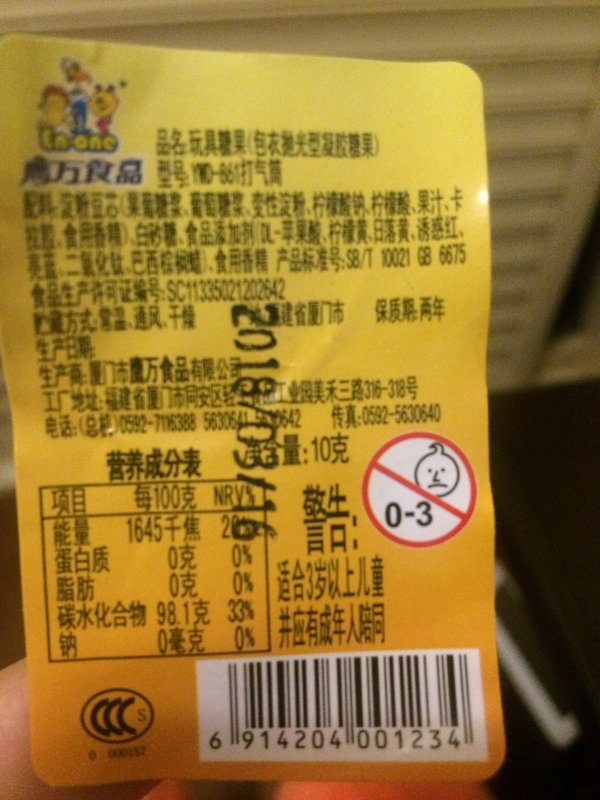 En-one
鹰万食品
品名:玩具糖果(包衣抛光型凝胶糖果)
型号:YWD-B61打气筒
配料:淀粉豆芯(果葡糖浆、葡萄糖浆、变性淀粉、柠檬酸钠、柠檬酸、果汁、卡
拉胶、食用香精)、白砂糖、食品添加剂(DL-苹果酸、柠檬黄、日落黄、诱惑红、
亮蓝、二氧化钛、巴西棕榈蜡)、食用香精 产品标准号:SB/T 10021 GB 6675
食品生产许可证编号:SC11335021202642
贮藏方式:常温、通风、干燥 福建省厦门市 保质期:两年
生产日期:
2018/03/16
生产商:厦门市鹰万食品有限公司
工厂地址:福建省厦门市同安区轻工 工业园美禾三路316-318号
电话:(总机)0592-7116388 5630641 5630642 传真:0592-5630640
净含量:10克
营养成分表
项目 每100克 NRV%
能量 1645千焦 20%
蛋白质 0克 0%
脂肪 0克 0%
碳水化合物 98.1克 33%
钠 0毫克 0%
警告:
0-3
适合3岁以上儿童
并应有成年人陪同
CCC S
0 000157
6 914204 001234